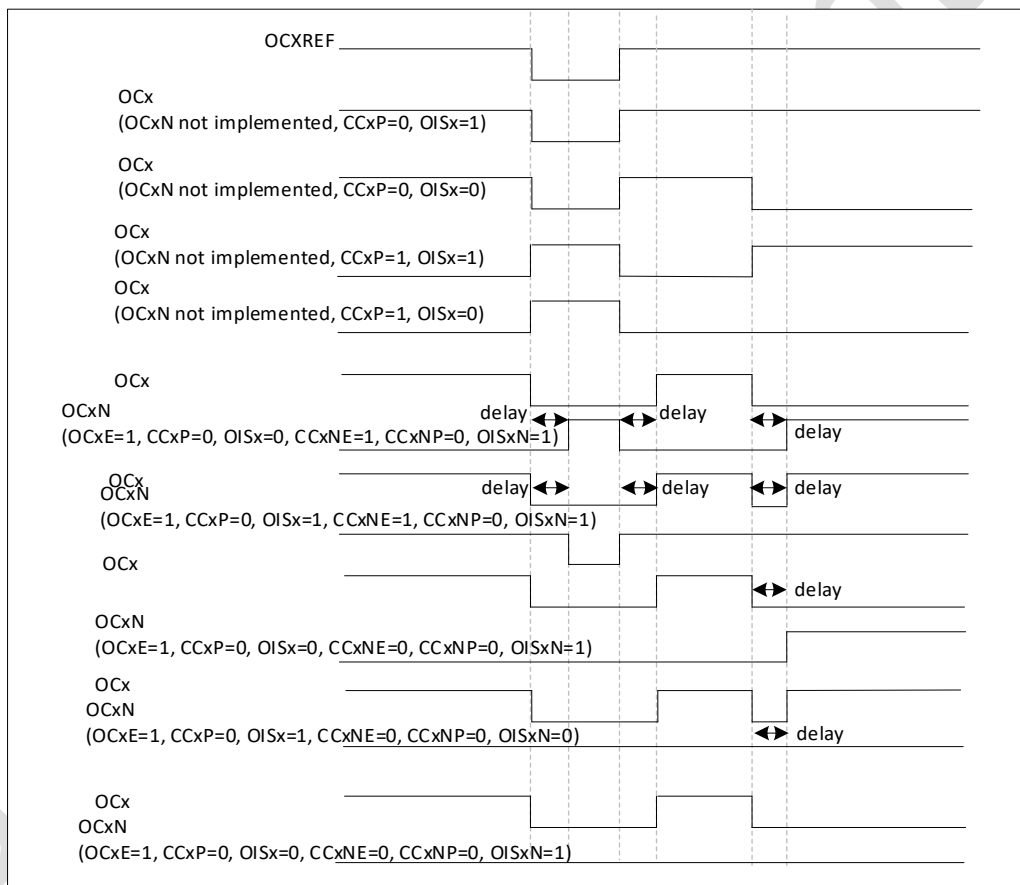 OCXREF
OCx
(OCxN not implemented, CCxP=0, OISx=1)
OCx
(OCxN not implemented, CCxP=0, OISx=0)
OCx
(OCxN not implemented, CCxP=1, OISx=1)
OCx
(OCxN not implemented, CCxP=1, OISx=0)
OCx
OCxN delay delay
(OCxE=1, CCxP=0, OISx=0, CCxNE=1, CCxNP=0, OISxN=1) delay
OCx delay delay delay
OCxN
(OCxE=1, CCxP=0, OISx=1, CCxNE=1, CCxNP=0, OISxN=1)
OCx
delay
OCxN
(OCxE=1, CCxP=0, OISx=0, CCxNE=0, CCxNP=0, OISxN=1)
OCx
OCxN
(OCxE=1, CCxP=0, OISx=1, CCxNE=0, CCxNP=0, OISxN=0) delay
OCx
OCxN
(OCxE=1, CCxP=0, OISx=0, CCxNE=0, CCxNP=0, OISxN=1)